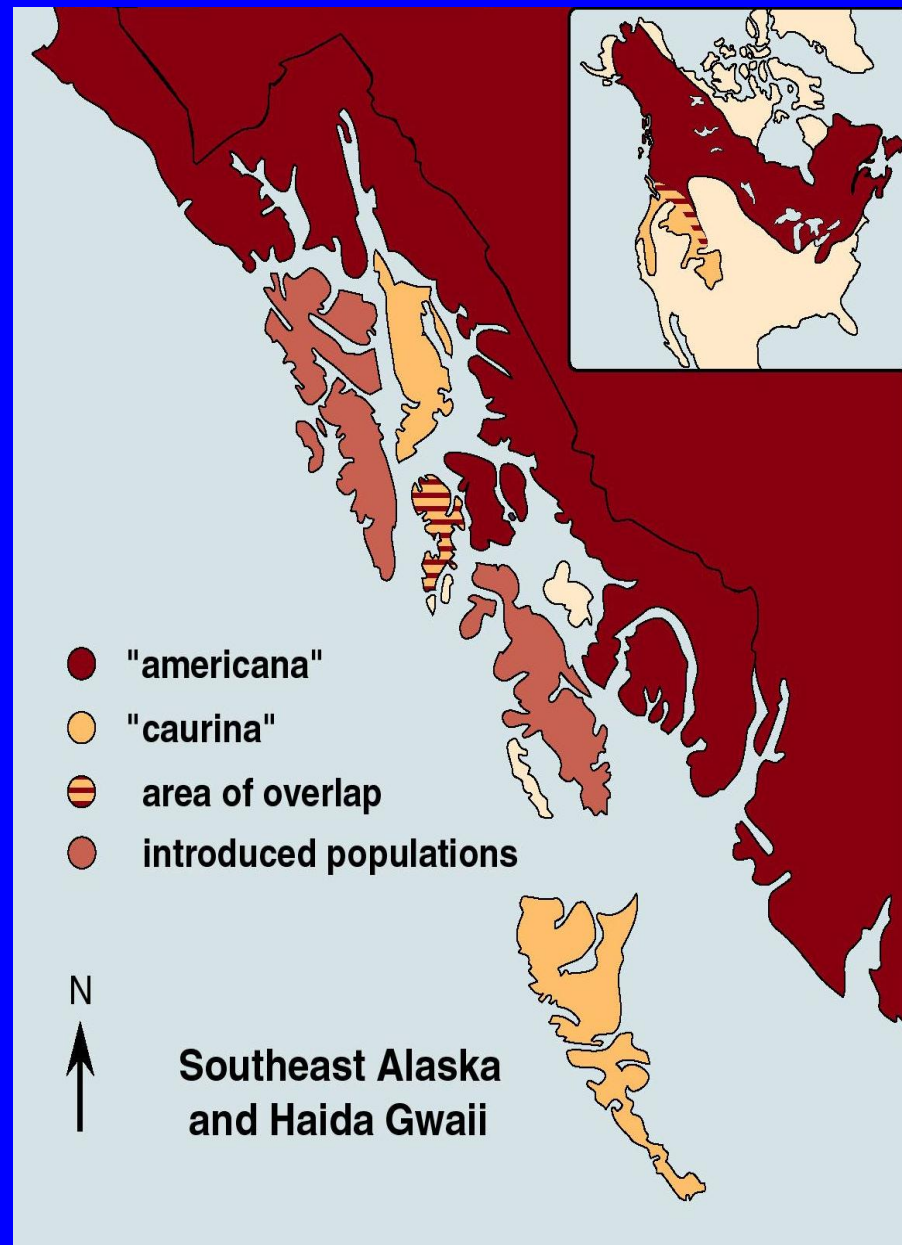 "americana"
"caurina"
area of overlap
introduced populations
N
Southeast Alaska
and Haida Gwaii